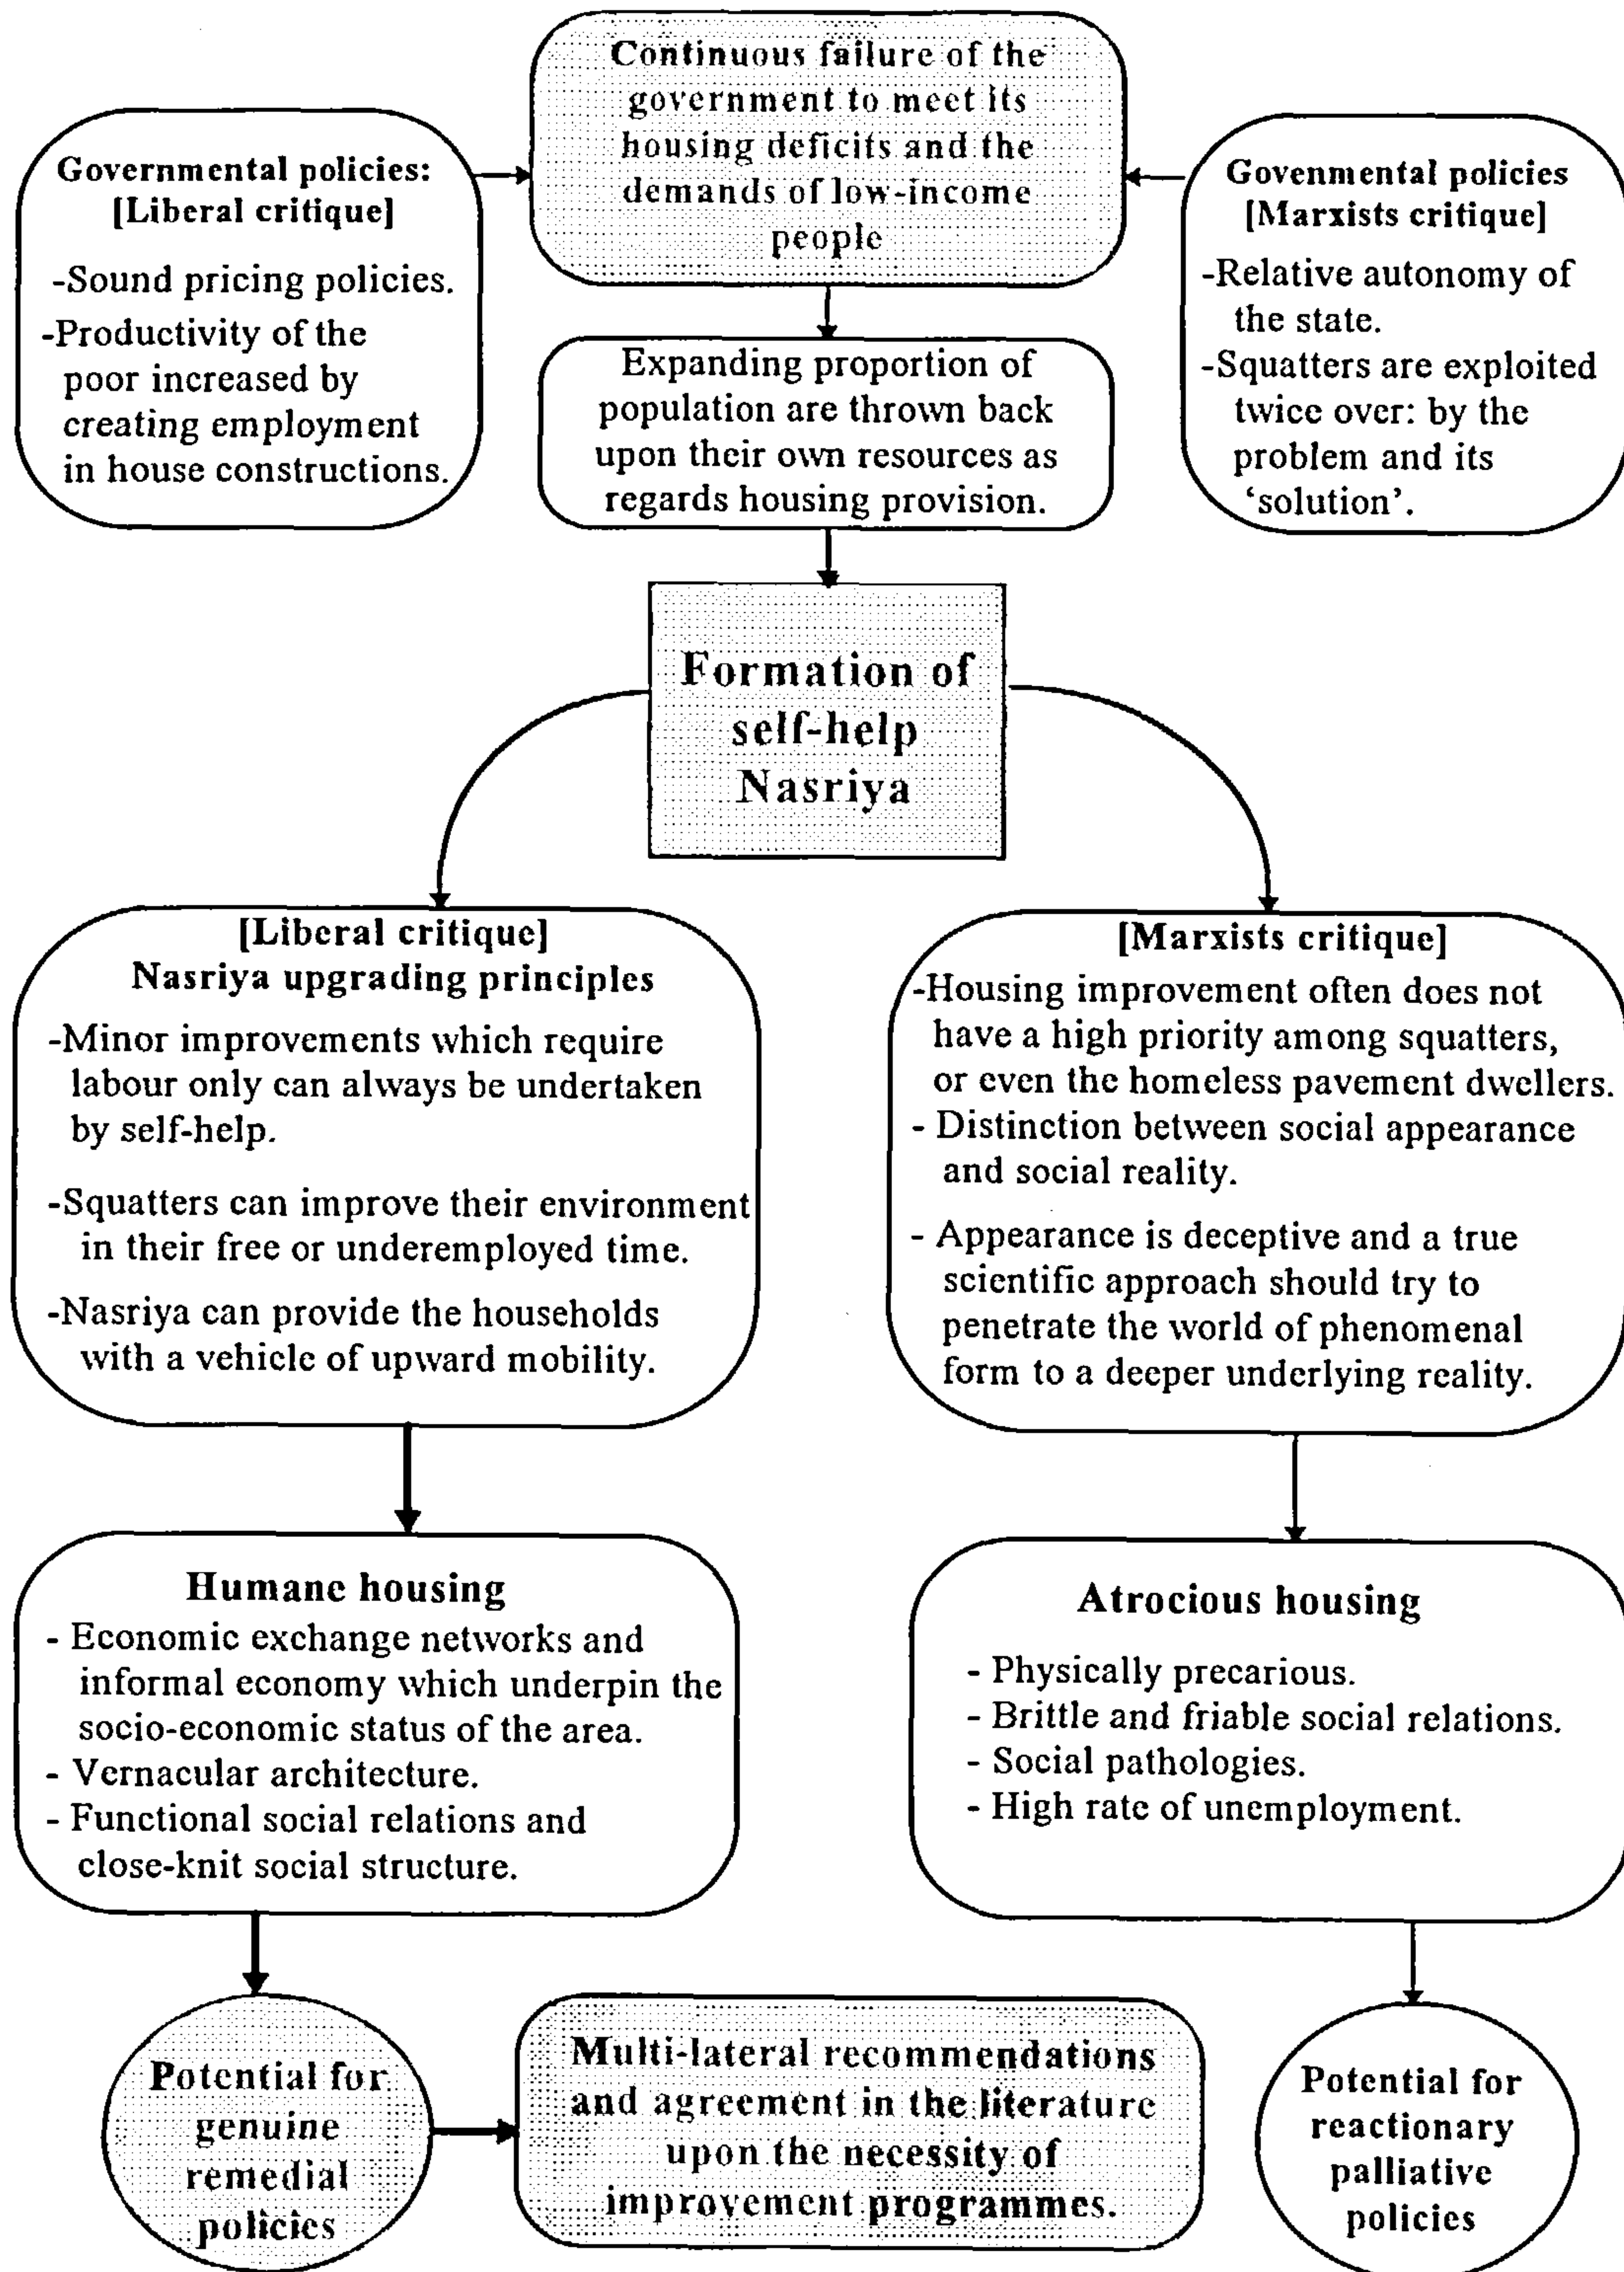 Continuous failure of the
government to meet its
housing deficits and the
demands of low-income
people
Governmental policies:
[Liberal critique]
-Sound pricing policies.
-Productivity of the
poor increased by
creating employment
in house constructions.
Govenmental policies
[Marxists critique]
-Relative autonomy of
the state.
-Squatters are exploited
twice over: by the
problem and its
‘solution’.
Expanding proportion of
population are thrown back
upon their own resources as
regards housing provision.
Formation of
self-help
Nasriya
[Liberal critique]
Nasriya upgrading principles
-Minor improvements which require
labour only can always be undertaken
by self-help.
-Squatters can improve their environment
in their free or underemployed time.
-Nasriya can provide the households
with a vehicle of upward mobility.
[Marxists critique]
-Housing improvement often does not
have a high priority among squatters,
or even the homeless pavement dwellers.
- Distinction between social appearance
and social reality.
- Appearance is deceptive and a true
scientific approach should try to
penetrate the world of phenomenal
form to a deeper underlying reality.
Humane housing
- Economic exchange networks and
informal economy which underpin the
socio-economic status of the area.
- Vernacular architecture.
- Functional social relations and
close-knit social structure.
Atrocious housing
- Physically precarious.
- Brittle and friable social relations.
- Social pathologies.
- High rate of unemployment.
Potential for
genuine
remedial
policies
Multi-lateral recommendations
and agreement in the literature
upon the necessity of
improvement programmes.
Potential for
reactionary
palliative
policies